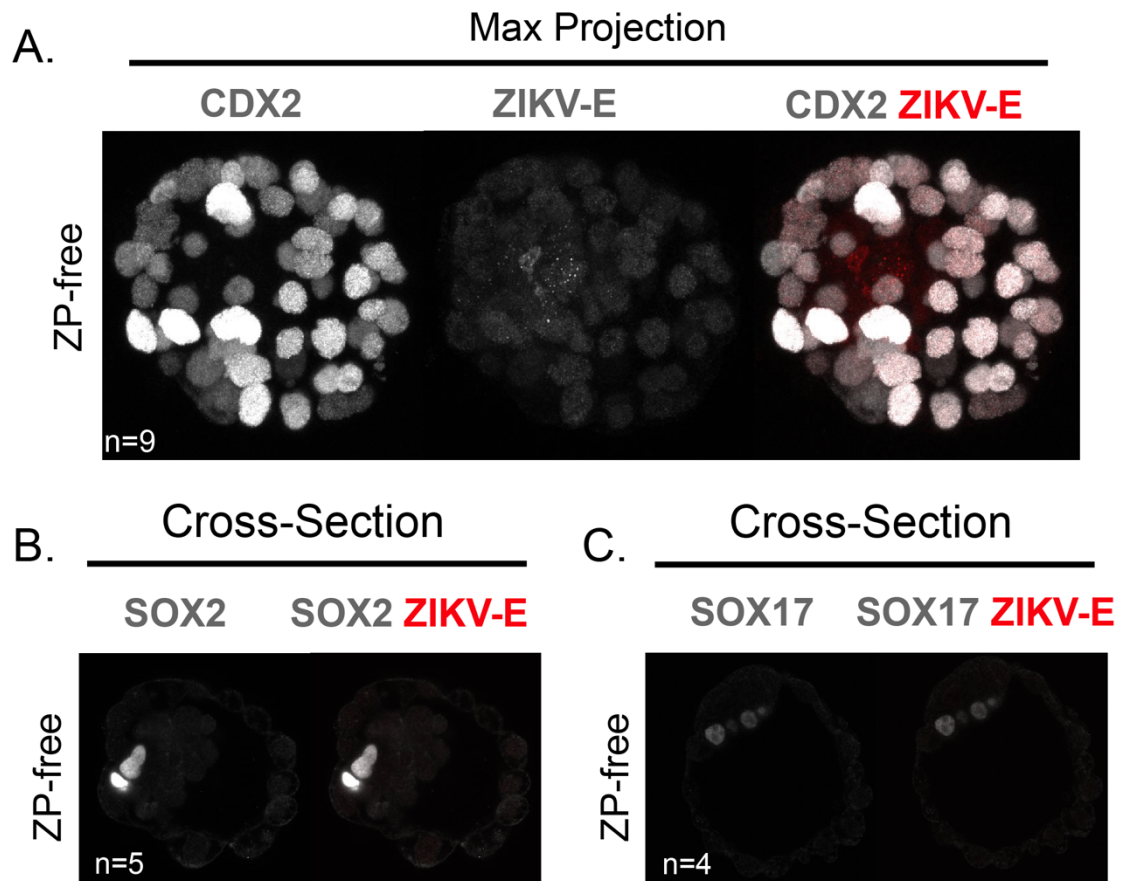 A.
Max Projection
CDX2
ZIKV-E
CDX2 ZIKV-E
ZP-free
n=9
B.
Cross-Section
SOX2
SOX2 ZIKV-E
ZP-free
n=5
C.
Cross-Section
SOX17
SOX17 ZIKV-E
ZP-free
n=4